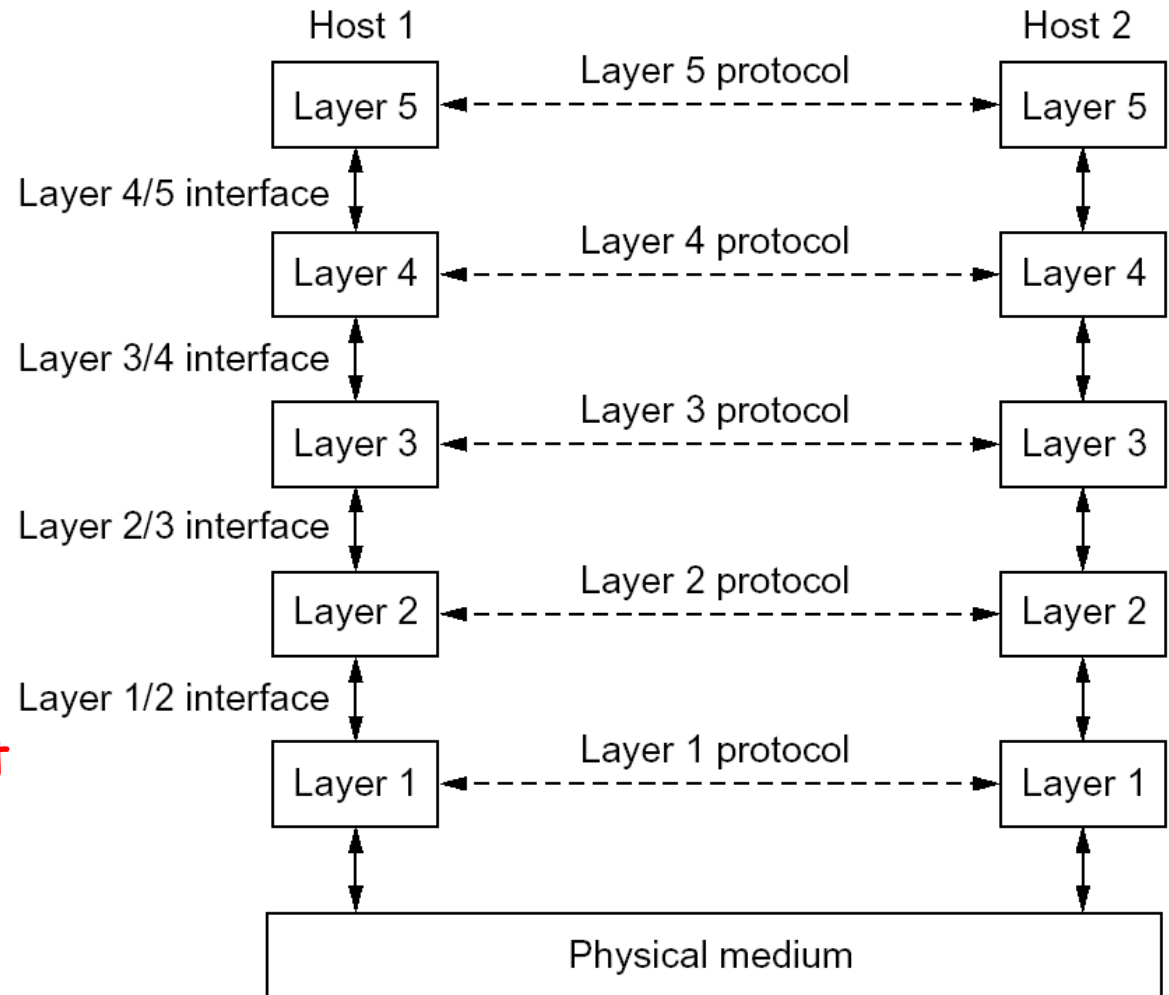 Host 1 Host 2
Layer 5 protocol
Layer 5 Layer 5
Layer 4/5 interface
Layer 4 protocol
Layer 4 Layer 4
Layer 3/4 interface
Layer 3 protocol
Layer 3 Layer 3
Layer 2/3 interface
Layer 2 protocol
Layer 2 Layer 2
Layer 1/2 interface
Layer 1 protocol
Layer 1 Layer 1
Physical medium